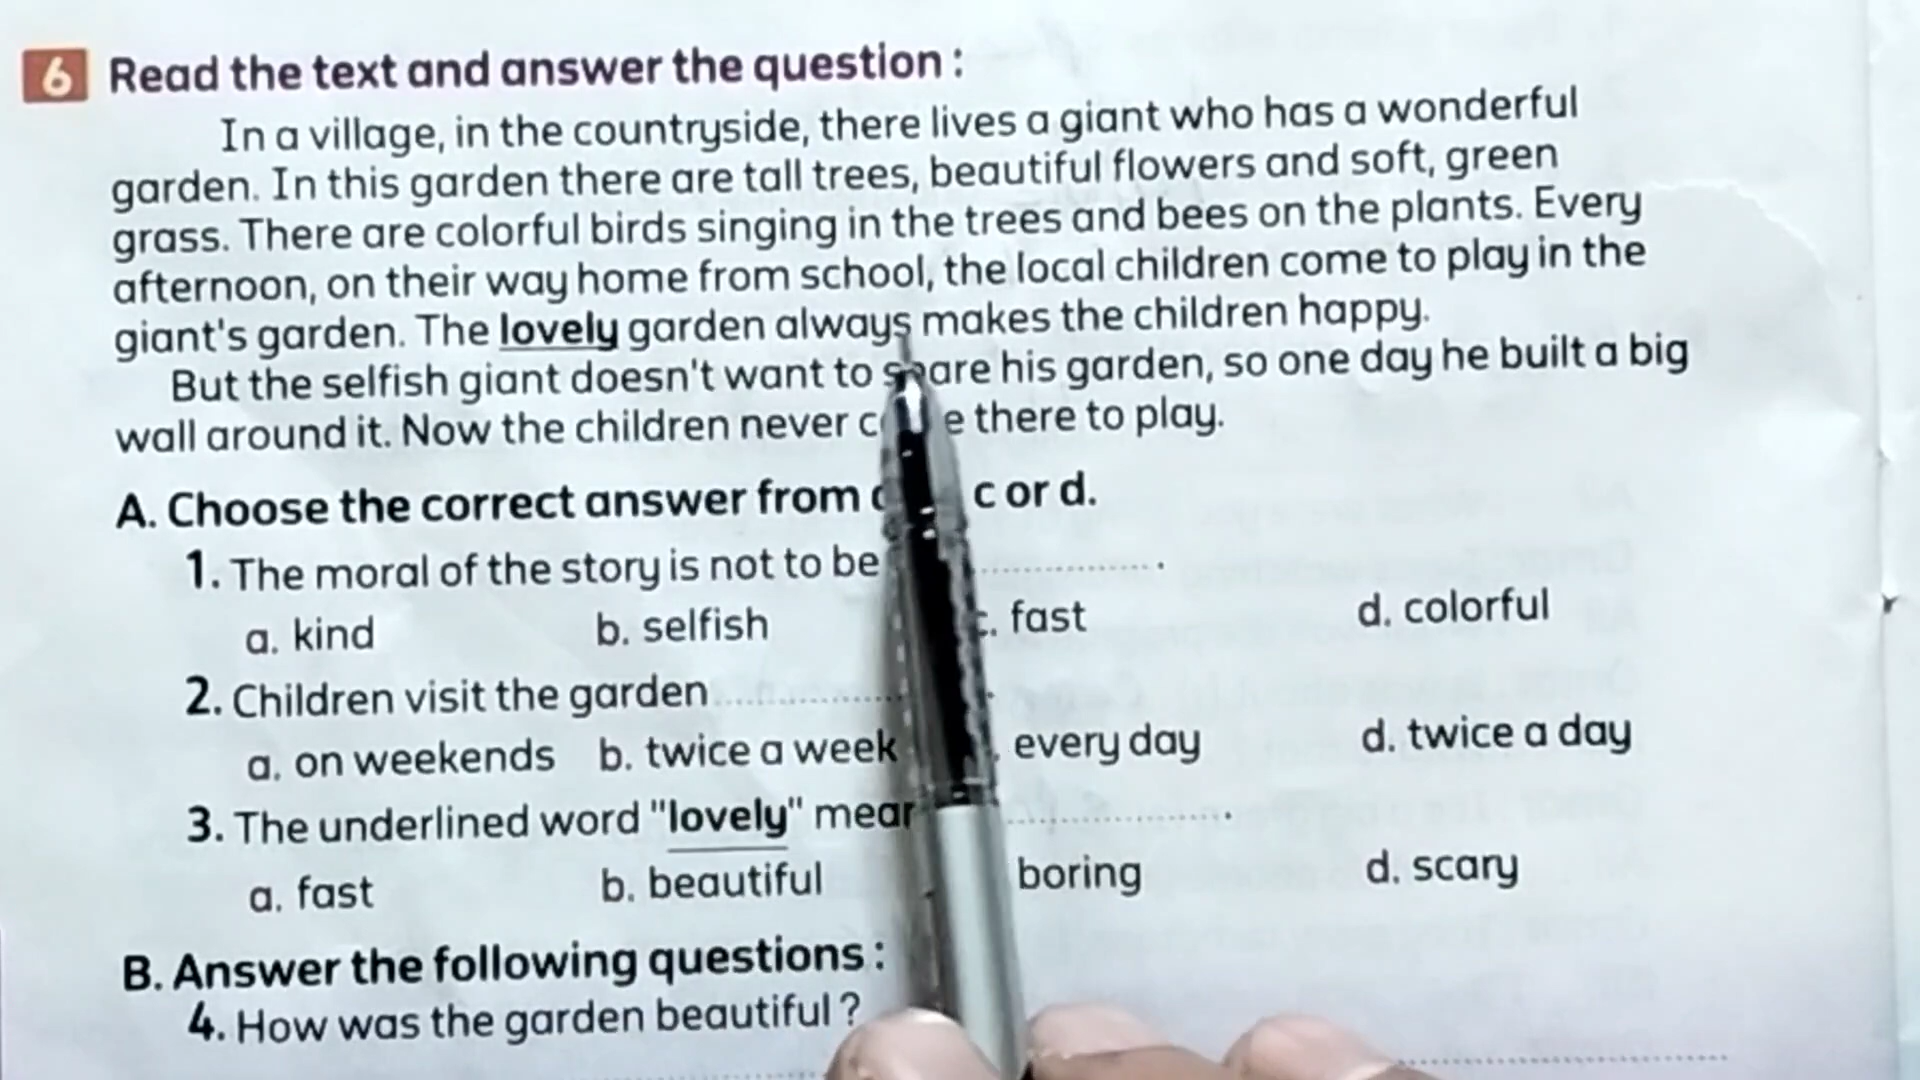 6 Read the text and answer the question :
In a village, in the countryside, there lives a giant who has a wonderful
garden. In this garden there are tall trees, beautiful flowers and soft, green
grass. There are colorful birds singing in the trees and bees on the plants. Every
afternoon, on their way home from school, the local children come to play in the
giant's garden. The lovely garden always makes the children happy.
But the selfish giant doesn't want to share his garden, so one day he built a big
wall around it. Now the children never come there to play.
A. Choose the correct answer from c or d.
1. The moral of the story is not to be ....................
a. kind b. selfish c. fast d. colorful
2. Children visit the garden ....................
a. on weekends b. twice a week every day d. twice a day
3. The underlined word "lovely" ....................
a. fast b. beautiful boring d. scary
B. Answer the following questions :
4. How was the garden beautiful ?